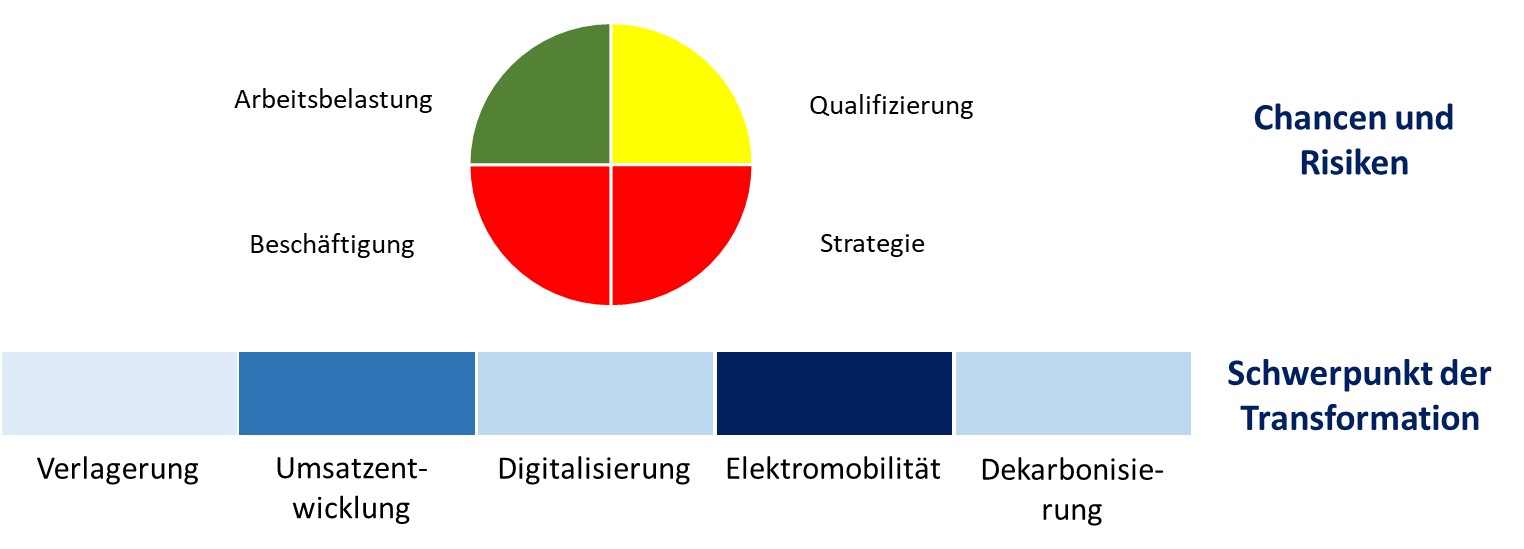 Arbeitsbelastung
Qualifizierung
Chancen und
Risiken
Beschäftigung
Strategie
Schwerpunkt der
Transformation
Verlagerung
Umsatzent-
wicklung
Digitalisierung
Elektromobilität
Dekarbonisie-
rung